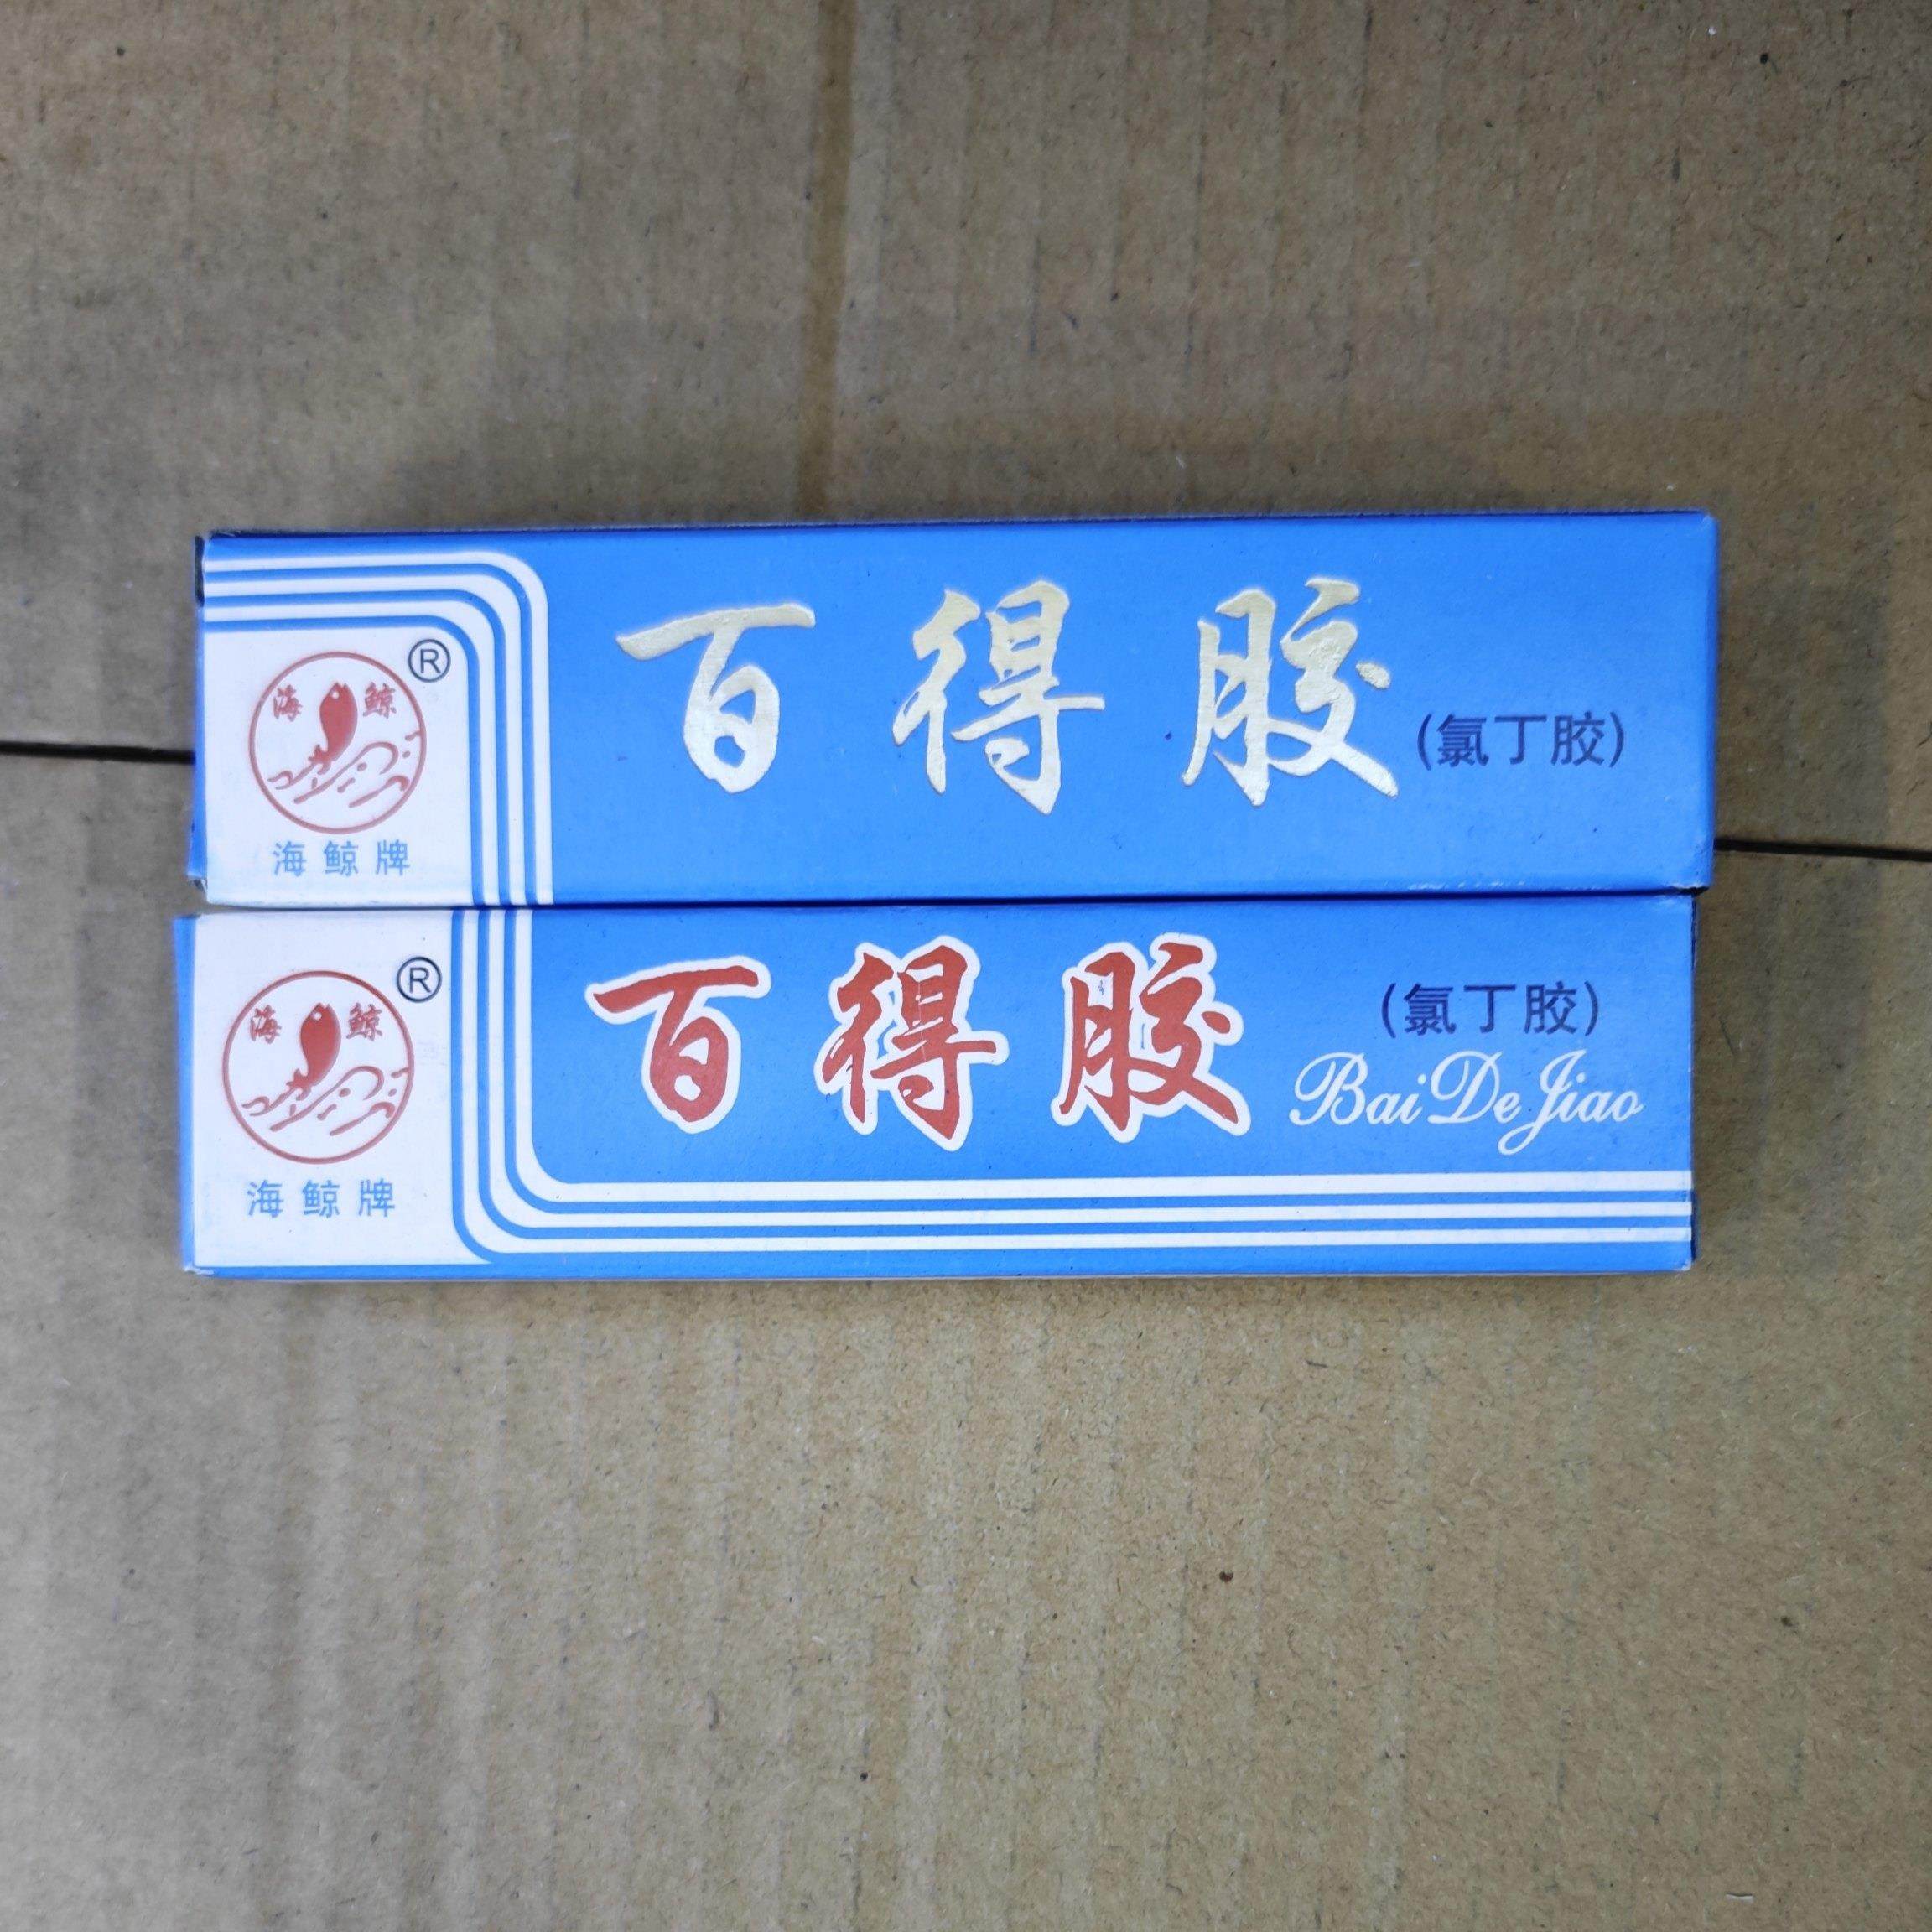 海 鲸
®
海鲸牌
百得胶
(氯丁胶)
海 鲸
®
海鲸牌
百得胶
(氯丁胶)
Bai De Jiao